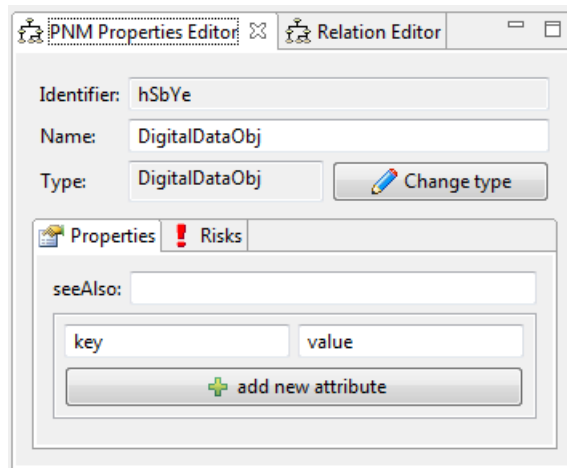 PNM Properties Editor Relation Editor
Identifier: hSbYe
Name: DigitalDataObj
Type: DigitalDataObj Change type
Properties Risks
seeAlso:
key value
add new attribute